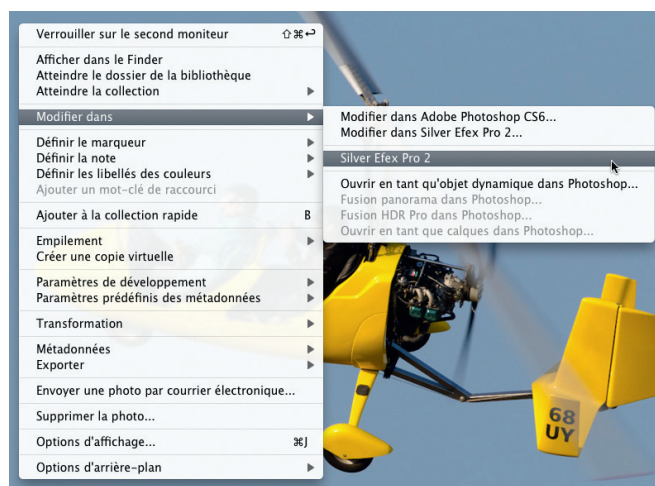 Verrouiller sur le second moniteur ⇧⌘↩
Afficher dans le Finder
Atteindre le dossier de la bibliothèque
Atteindre la collection
Modifier dans
Définir le marqueur
Définir la note
Définir les libellés des couleurs
Ajouter un mot-clé de raccourci
Ajouter à la collection rapide B
Empilement
Créer une copie virtuelle
Paramètres de développement
Paramètres prédéfinis des métadonnées
Transformation
Métadonnées
Exporter
Envoyer une photo par courrier électronique...
Supprimer la photo...
Options d'affichage... ⌘J
Options d'arrière-plan
Modifier dans Adobe Photoshop CS6...
Modifier dans Silver Efex Pro 2...
Silver Efex Pro 2
Ouvrir en tant qu'objet dynamique dans Photoshop...
Fusion panorama dans Photoshop...
Fusion HDR Pro dans Photoshop...
Ouvrir en tant que calques dans Photoshop...
68
UY